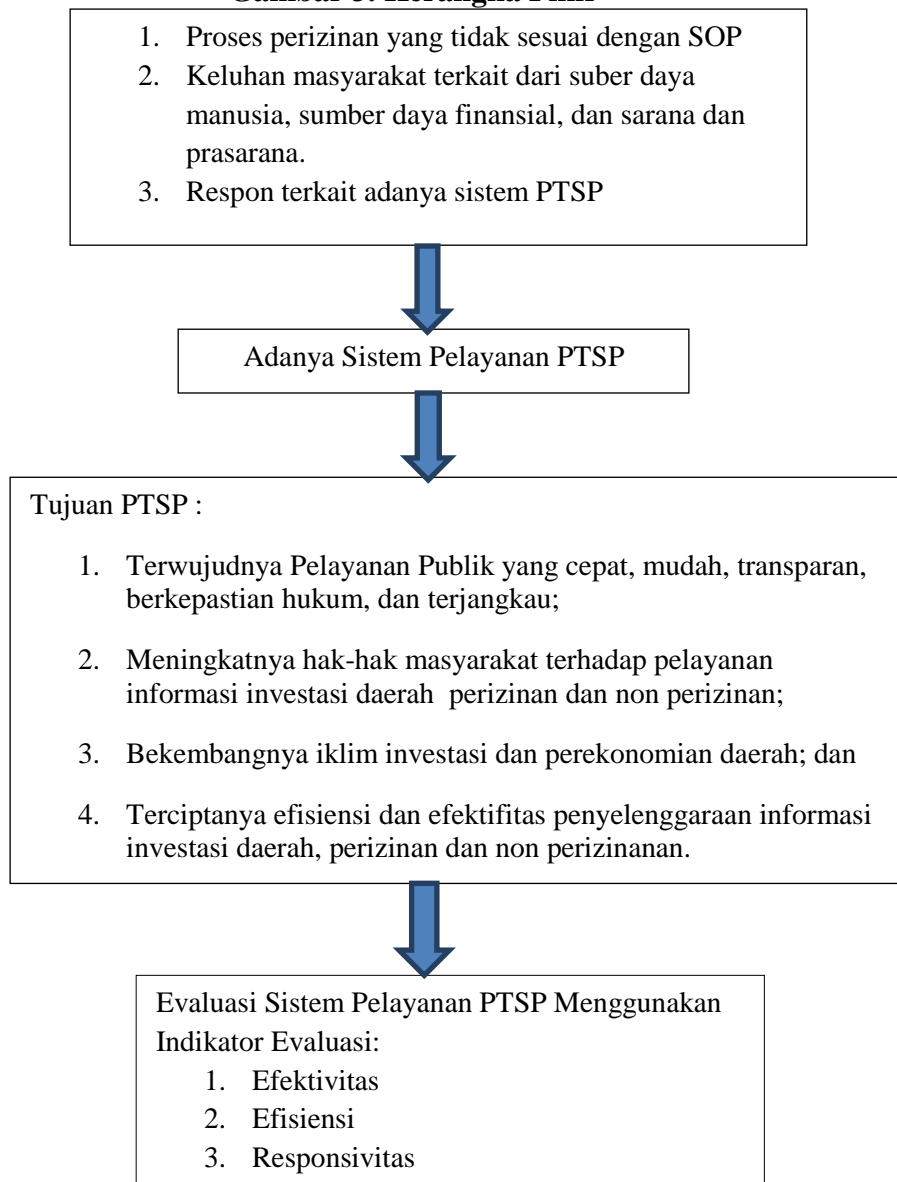 1. Proses perizinan yang tidak sesuai dengan SOP
2. Keluhan masyarakat terkait dari suber daya
manusia, sumber daya finansial, dan sarana dan
prasarana.
3. Respon terkait adanya sistem PTSP
Adanya Sistem Pelayanan PTSP
Tujuan PTSP :
1. Terwujudnya Pelayanan Publik yang cepat, mudah, transparan,
berkepastian hukum, dan terjangkau;
2. Meningkatnya hak-hak masyarakat terhadap pelayanan
informasi investasi daerah perizinan dan non perizinan;
3. Bekembangnya iklim investasi dan perekonomian daerah; dan
4. Terciptanya efisiensi dan efektifitas penyelenggaraan informasi
investasi daerah, perizinan dan non perizinanan.
Evaluasi Sistem Pelayanan PTSP Menggunakan
Indikator Evaluasi:
1. Efektivitas
2. Efisiensi
3. Responsivitas